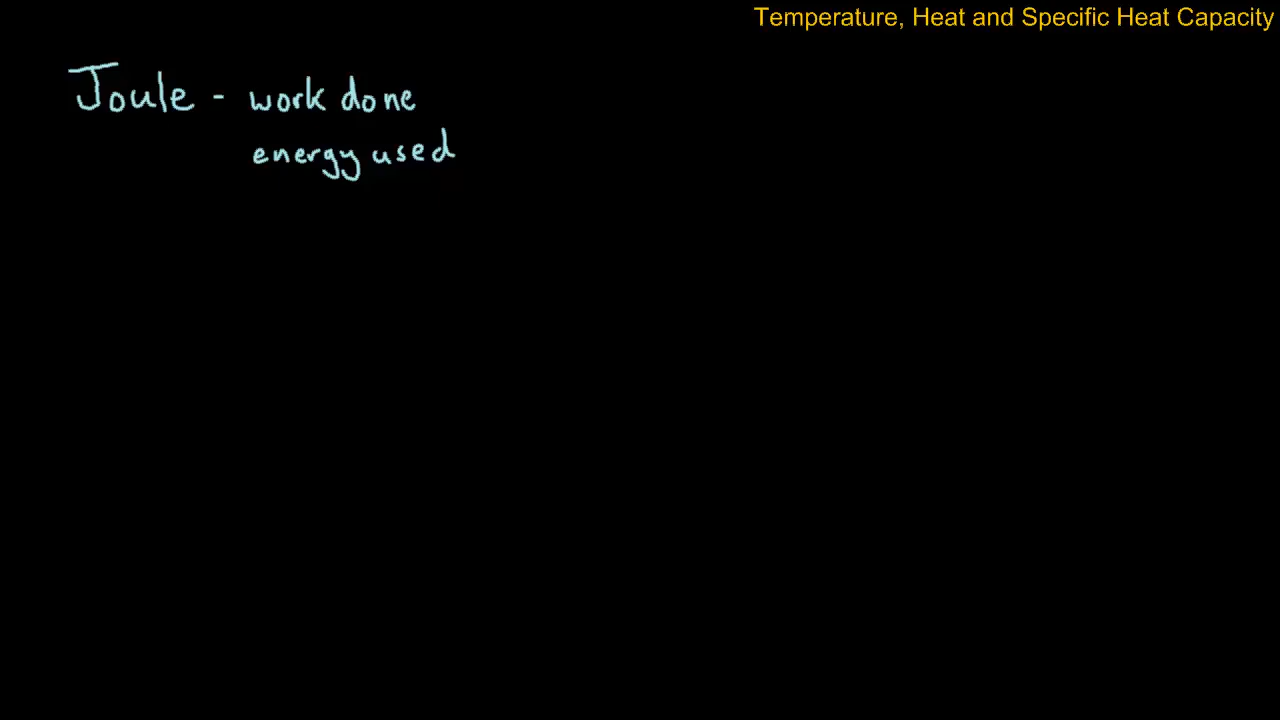 Temperature, Heat and Specific Heat Capacity
Joule - work done
energy used